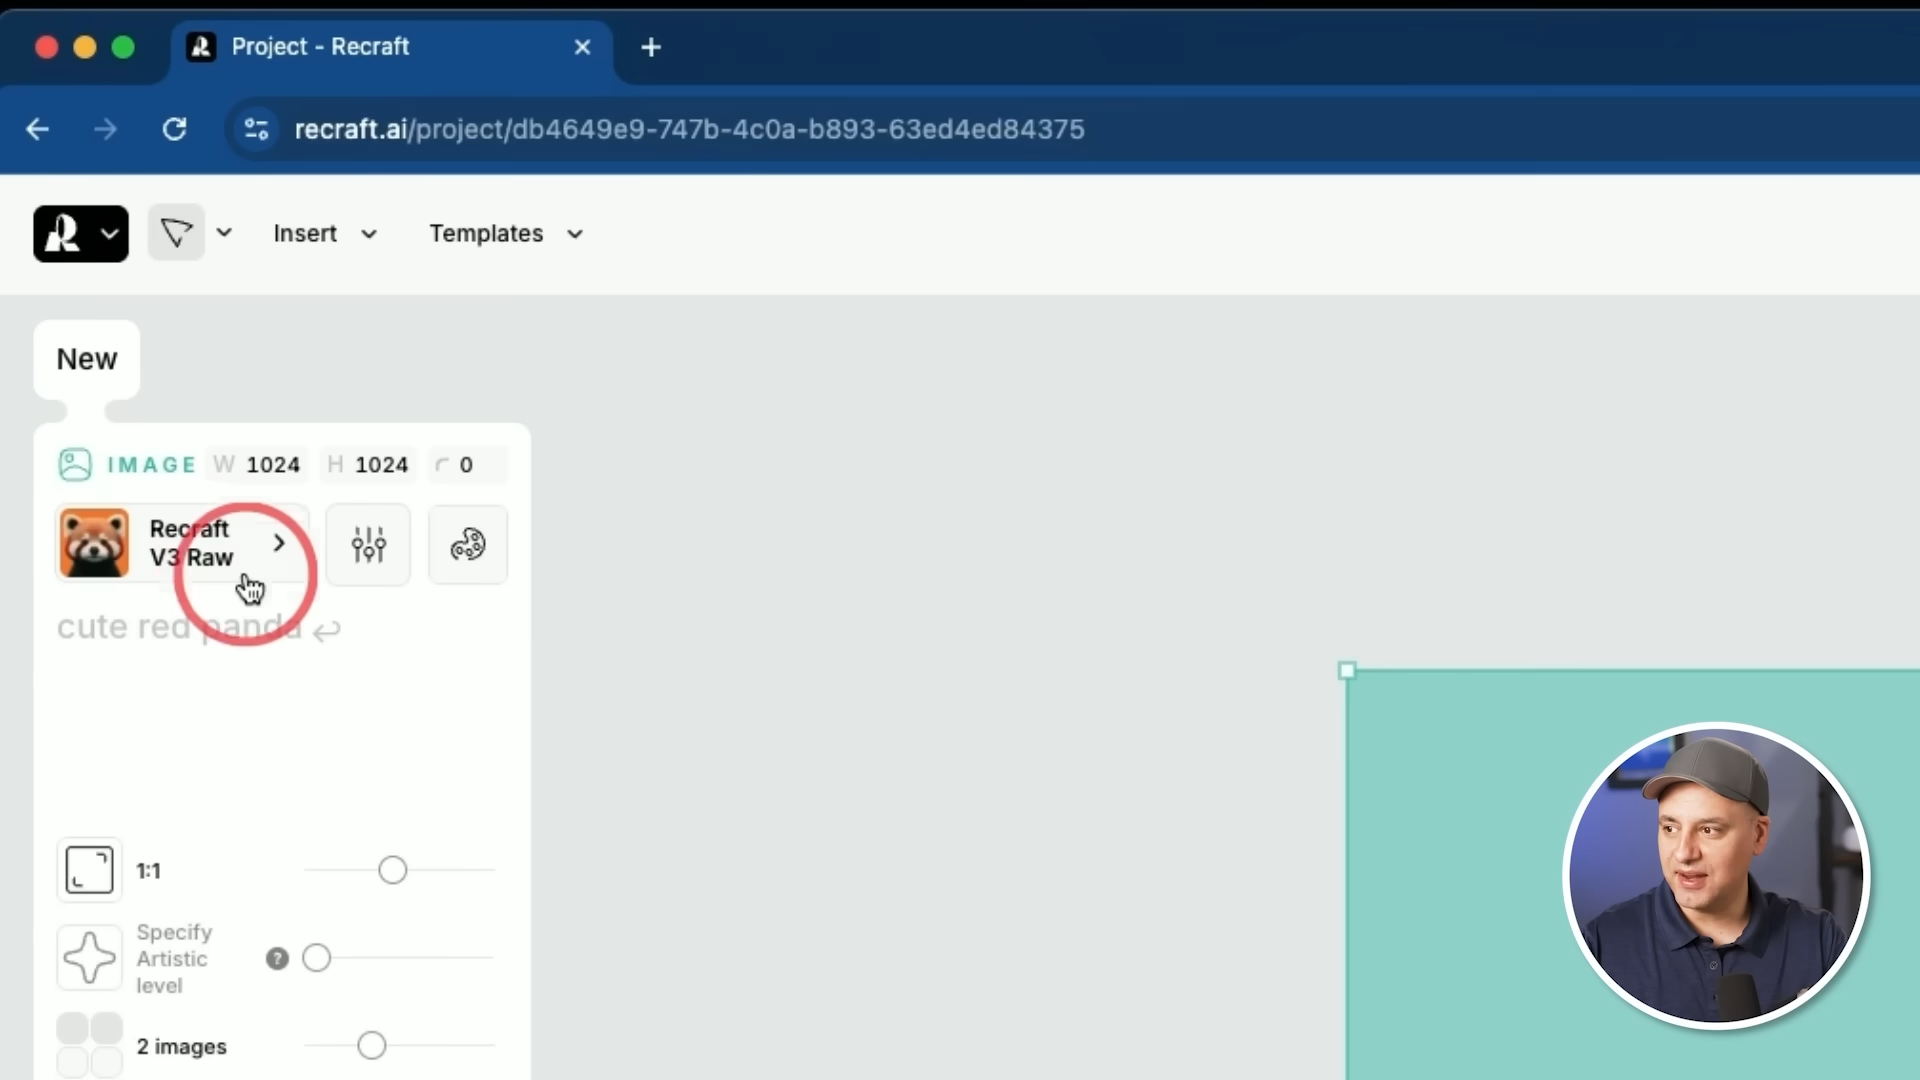 Project - Recraft
recraft.ai/project/db4649e9-747b-4c0a-b893-63ed4ed84375
Insert
Templates
New
IMAGE W 1024 H 1024 0
Recraft
V3 Raw
cute red panda
1:1
Specify
Artistic
level
?
2 images